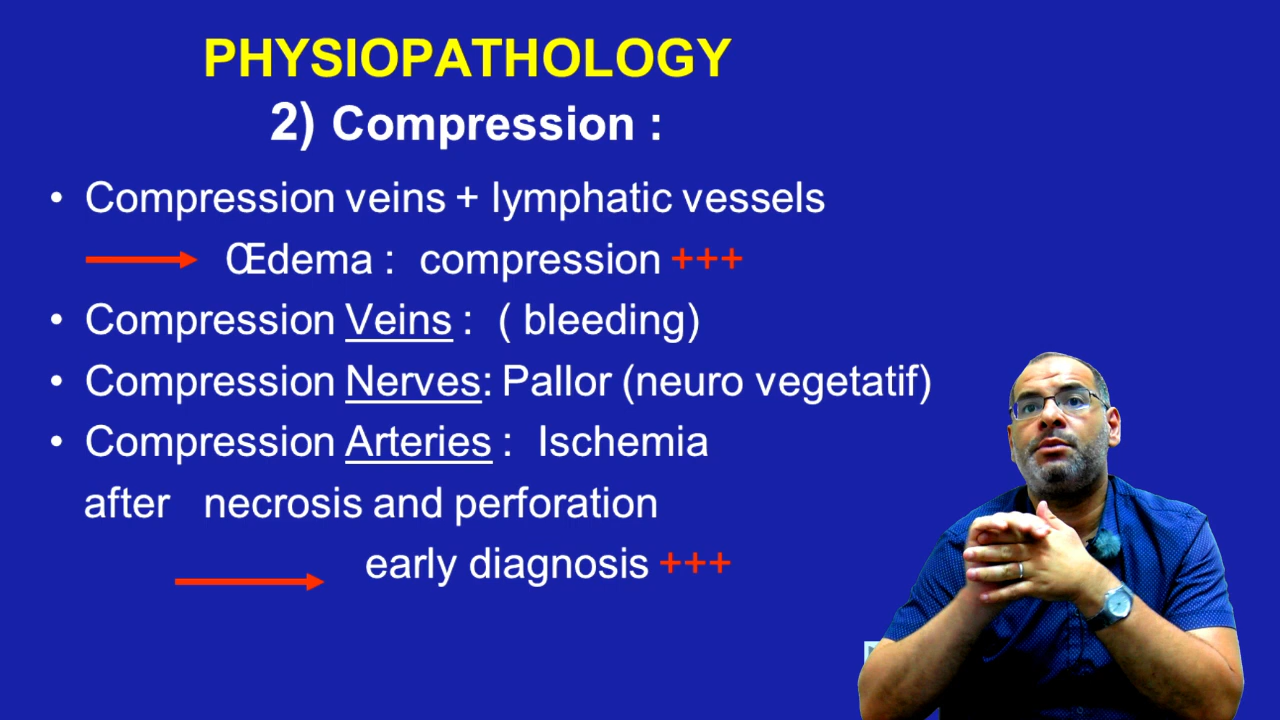 PHYSIOPATHOLOGY
2) Compression :
• Compression veins + lymphatic vessels
Œdema : compression +++
• Compression Veins : ( bleeding)
• Compression Nerves: Pallor (neuro vegetatif)
• Compression Arteries : Ischemia
after necrosis and perforation
early diagnosis +++